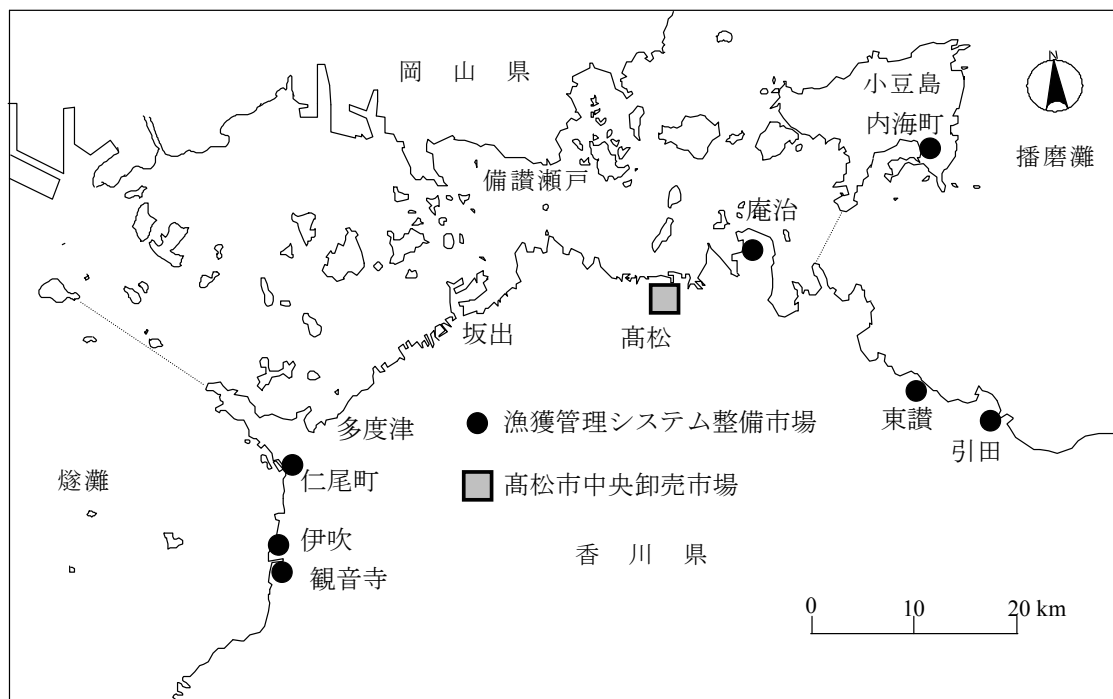 岡 山 県
小豆島
内海町
N
播磨灘
備讃瀬戸
庵治
坂出
髙松
東讃
引田
多度津
● 漁獲管理システム整備市場
髙松市中央卸売市場
燧灘
仁尾町
伊吹
観音寺
香 川 県
0 10 20 km